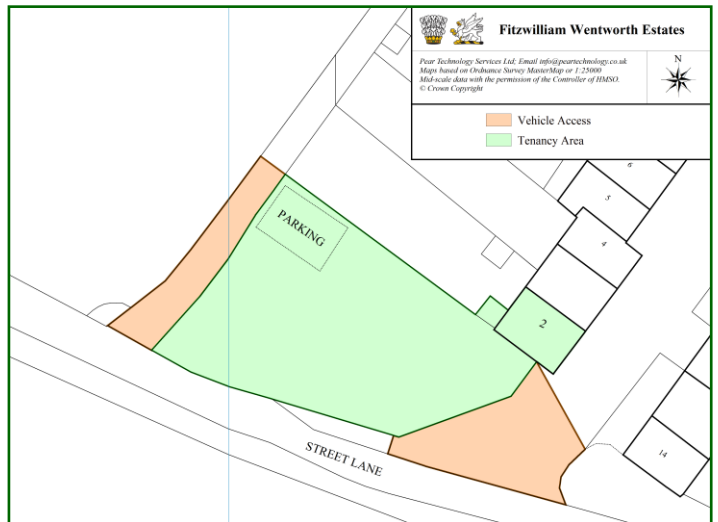 Fitzwilliam Wentworth Estates
Pear Technology Services Ltd; Email info@peartechnology.co.uk
Maps based on Ordnance Survey MasterMap or 1:25000
Mid-scale data with the permission of the Controller of HMSO.
© Crown Copyright
N
Vehicle Access
Tenancy Area
6
5
4
2
PARKING
14
STREET LANE